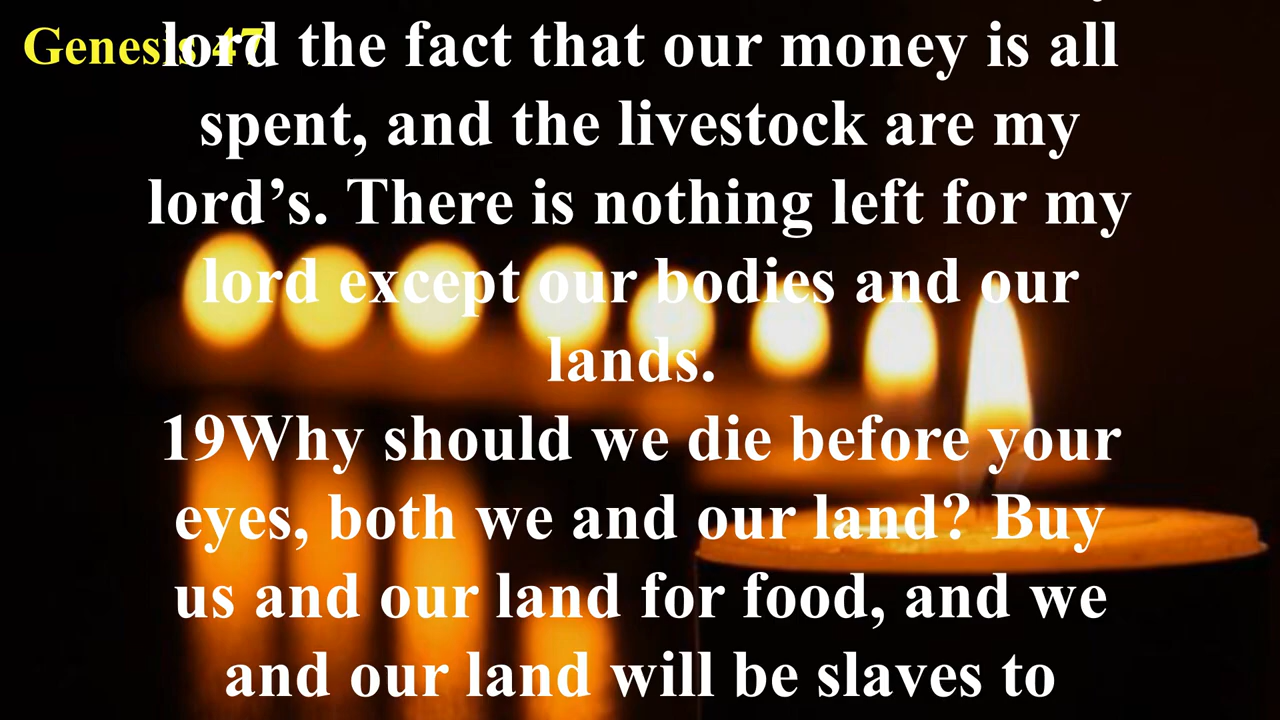 Genesis 47
lord the fact that our money is all
spent, and the livestock are my
lord’s. There is nothing left for my
lord except our bodies and our
lands.
19Why should we die before your
eyes, both we and our land? Buy
us and our land for food, and we
and our land will be slaves to